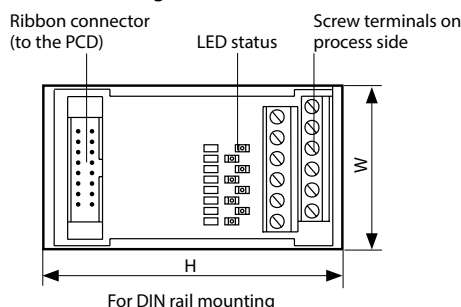 Ribbon connector
(to the PCD)
LED status
Screw terminals on
process side
W
H
For DIN rail mounting